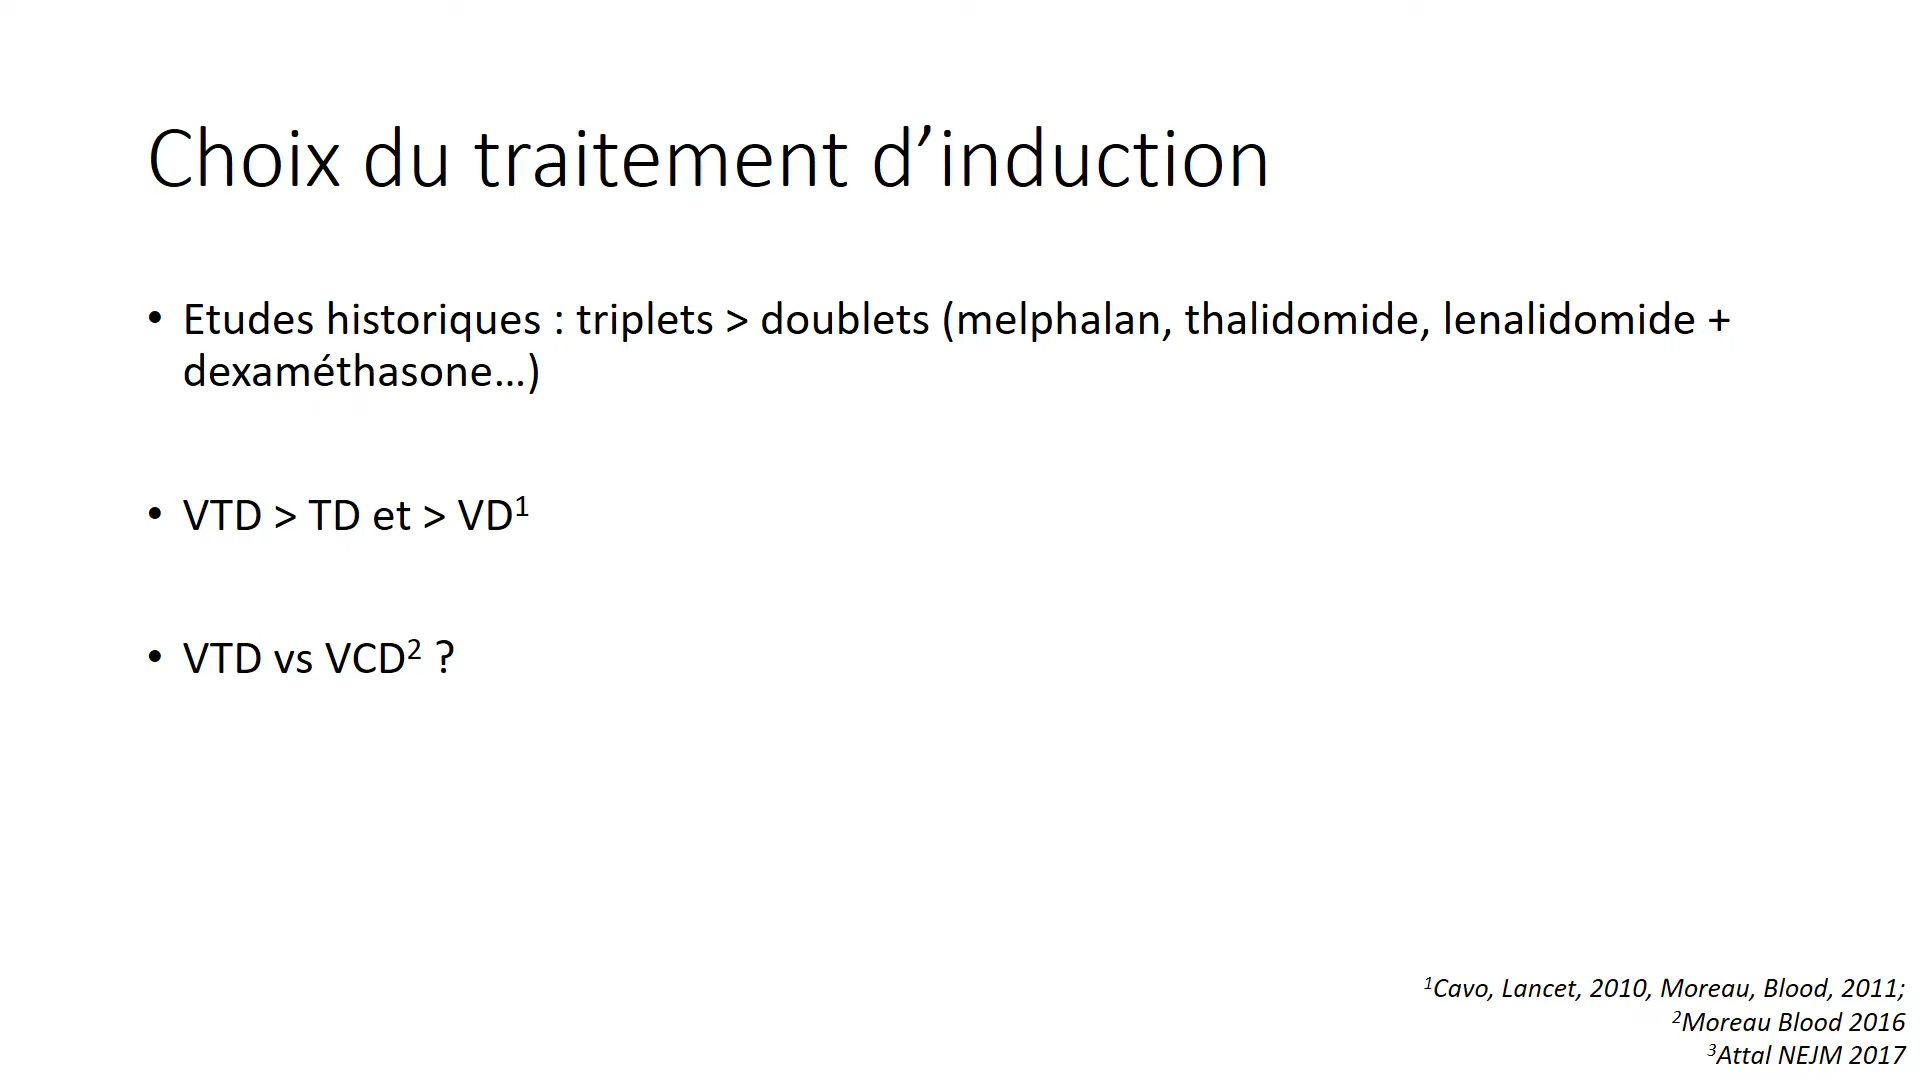 Choix du traitement d’induction
• Etudes historiques : triplets > doublets (melphalan, thalidomide, lenalidomide +
dexaméthasone…)
• VTD > TD et > VD¹
• VTD vs VCD² ?
¹Cavo, Lancet, 2010, Moreau, Blood, 2011;
²Moreau Blood 2016
³Attal NEJM 2017